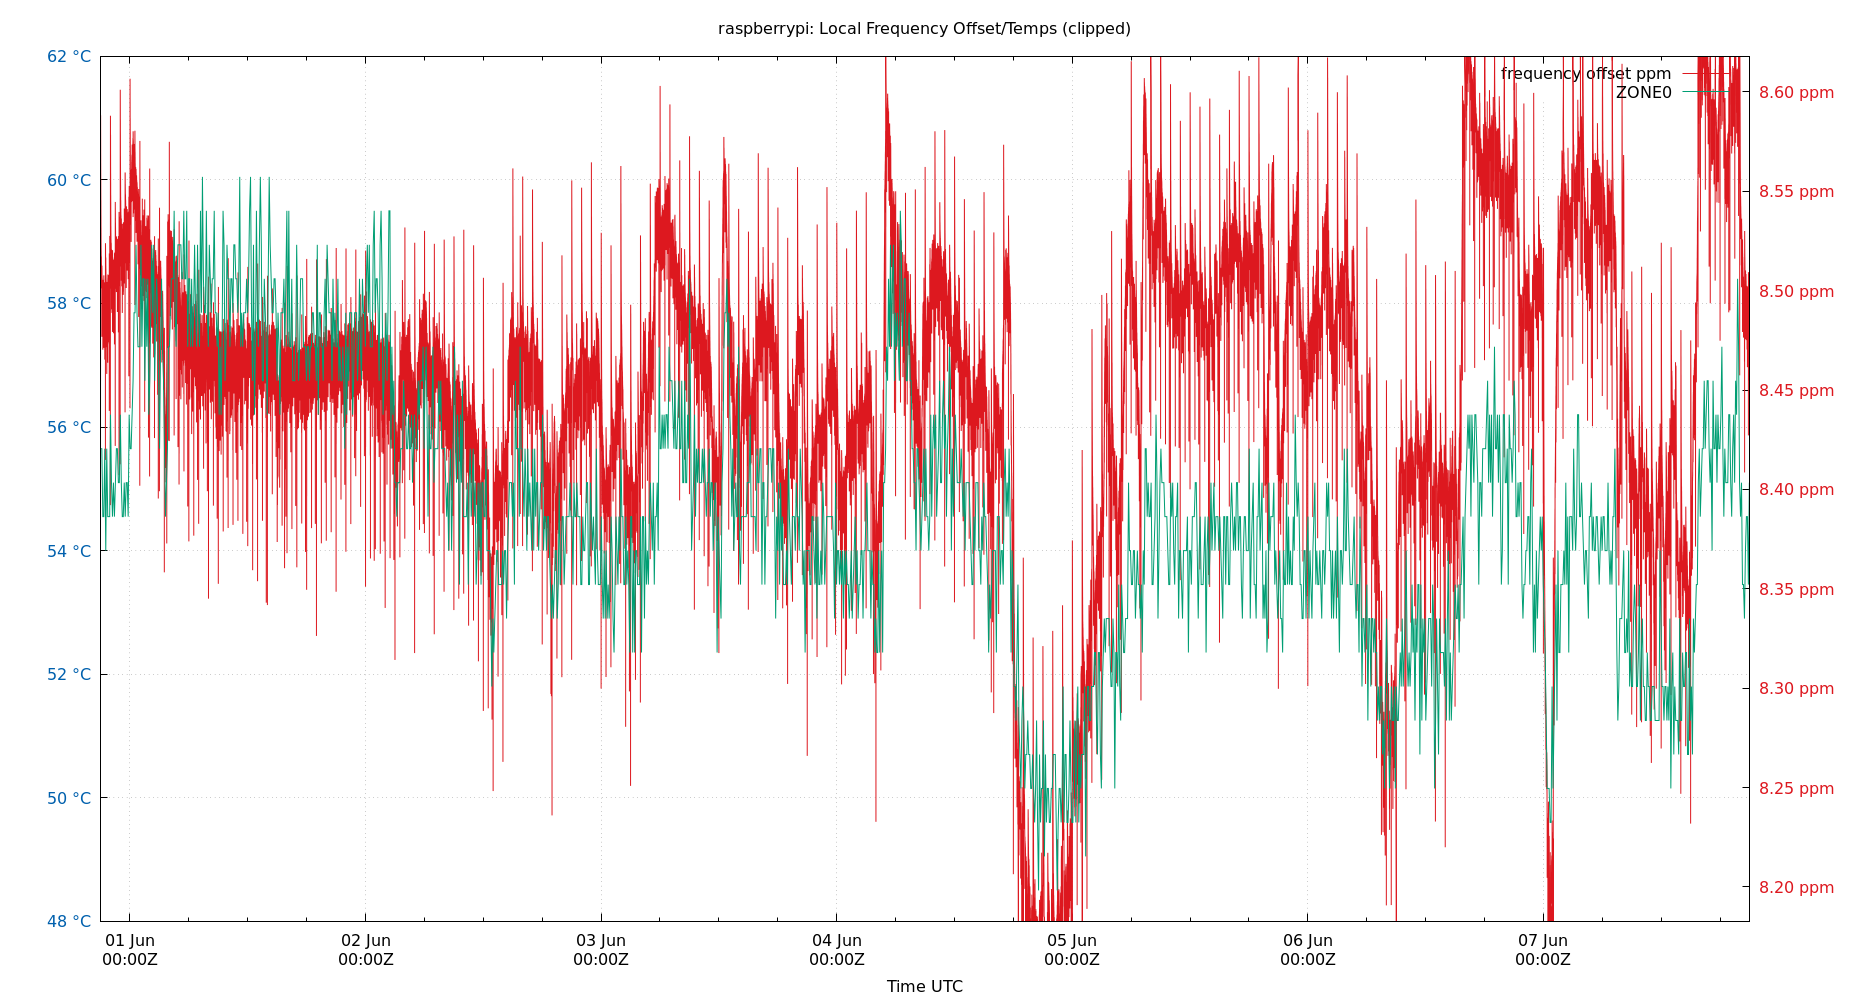 raspberrypi: Local Frequency Offset/Temps (clipped)
62 °C
60 °C
58 °C
56 °C
54 °C
52 °C
50 °C
48 °C
frequency offset ppm
ZONE0
8.60 ppm
8.55 ppm
8.50 ppm
8.45 ppm
8.40 ppm
8.35 ppm
8.30 ppm
8.25 ppm
8.20 ppm
01 Jun
00:00Z
02 Jun
00:00Z
03 Jun
00:00Z
04 Jun
00:00Z
05 Jun
00:00Z
06 Jun
00:00Z
07 Jun
00:00Z
Time UTC